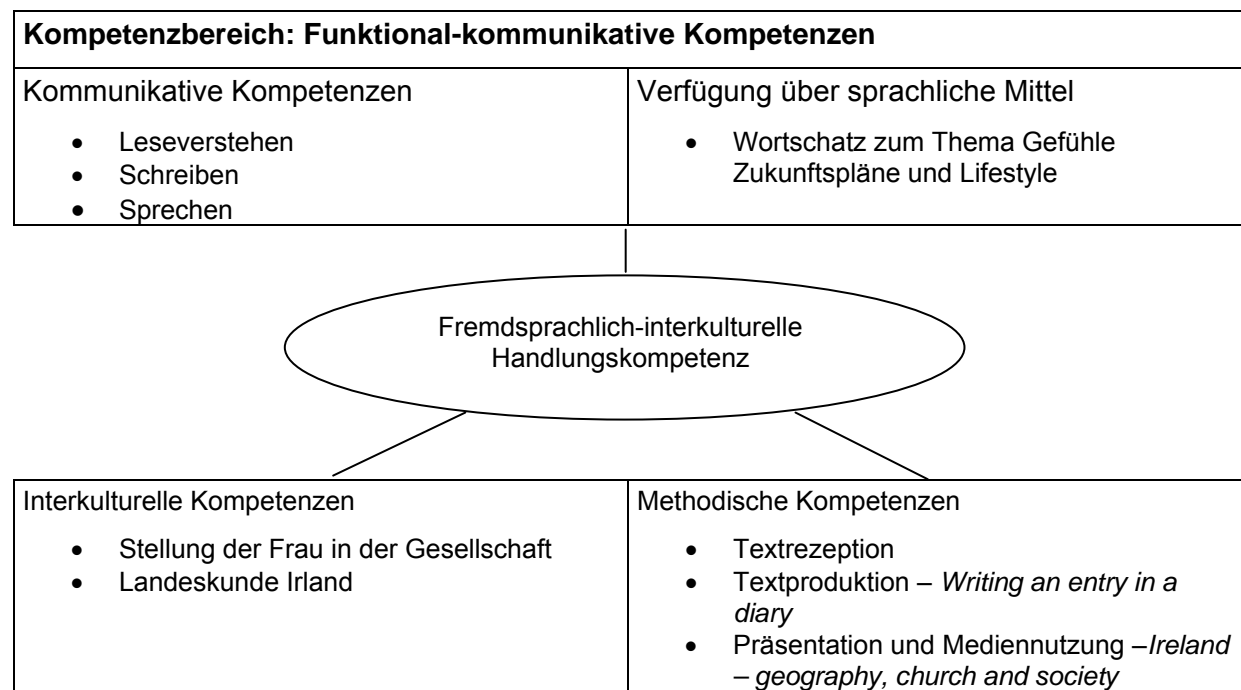 Kompetenzbereich: Funktional-kommunikative Kompetenzen
Kommunikative Kompetenzen
• Leseverstehen
• Schreiben
• Sprechen
Verfügung über sprachliche Mittel
• Wortschatz zum Thema Gefühle
Zukunftspläne und Lifestyle
Fremdsprachlich-interkulturelle
Handlungskompetenz
Interkulturelle Kompetenzen
• Stellung der Frau in der Gesellschaft
• Landeskunde Irland
Methodische Kompetenzen
• Textrezeption
• Textproduktion – Writing an entry in a
diary
• Präsentation und Mediennutzung –Ireland
– geography, church and society